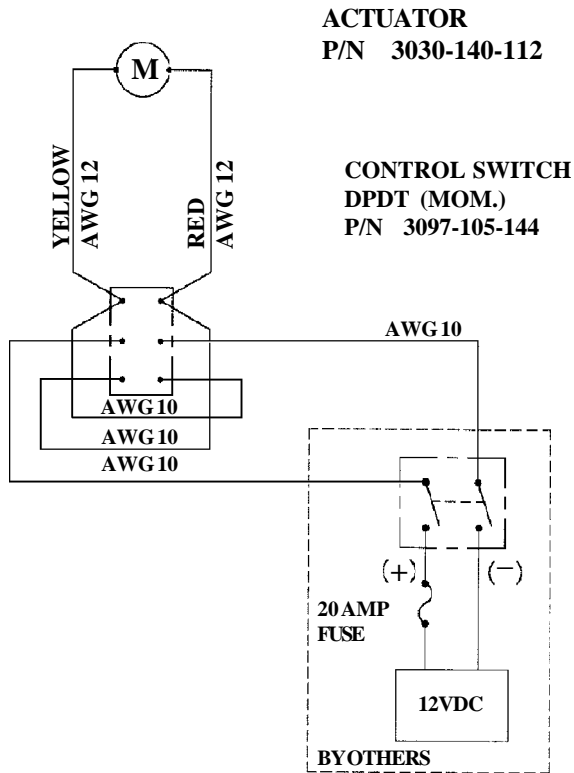 ACTUATOR
P/N 3030-140-112
M
YELLOW
AWG 12
RED
AWG 12
CONTROL SWITCH
DPDT (MOM.)
P/N 3097-105-144
AWG 10
AWG 10
AWG 10
AWG 10
(+)
(−)
20 AMP
FUSE
12VDC
BY OTHERS